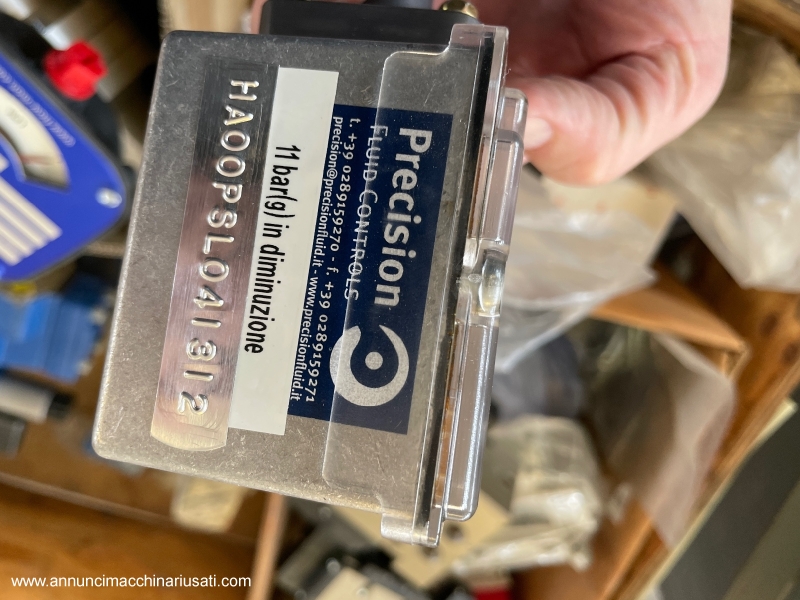 Precision
FLUID CONTROLS
t. +39 0289159270 - f. +39 0289159271
precision@precisionfluid.it - www.precisionfluid.it
11 bar(g) in diminuzione
HA00PSL041312
www.annuncimacchinariusati.com